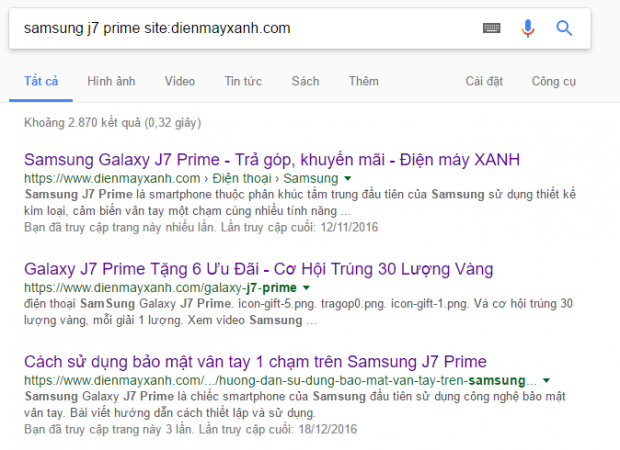 samsung j7 prime site:dienmayxanh.com
Tất cả Hình ảnh Video Tin tức Sách Thêm Cài đặt Công cụ
Khoảng 2.870 kết quả (0,32 giây)
Samsung Galaxy J7 Prime - Trả góp, khuyến mãi - Điện máy XANH
https://www.dienmayxanh.com › Điện thoại › Samsung
Samsung J7 Prime là smartphone thuộc phân khúc tầm trung đầu tiên của Samsung sử dụng thiết kế
kim loại, cảm biến vân tay một chạm cùng nhiều tính năng ...
Bạn đã truy cập trang này nhiều lần. Lần truy cập cuối: 12/11/2016
Galaxy J7 Prime Tặng 6 Ưu Đãi - Cơ Hội Trúng 30 Lượng Vàng
https://www.dienmayxanh.com/galaxy-j7-prime
điện thoại SamSung Galaxy J7 Prime. icon-gift-5.png. tragop0.png. icon-gift-1.png. Và cơ hội trúng 30
lượng vàng, mỗi giải 1 lượng. Xem video Samsung ...
Cách sử dụng bảo mật vân tay 1 chạm trên Samsung J7 Prime
https://www.dienmayxanh.com/.../huong-dan-su-dung-bao-mat-van-tay-tren-samsung...
Samsung Galaxy J7 Prime là chiếc smartphone của Samsung đầu tiên sử dụng công nghệ bảo mật
vân tay. Bài viết hướng dẫn cách thiết lập và sử dụng.
Bạn đã truy cập trang này 3 lần. Lần truy cập cuối: 18/12/2016